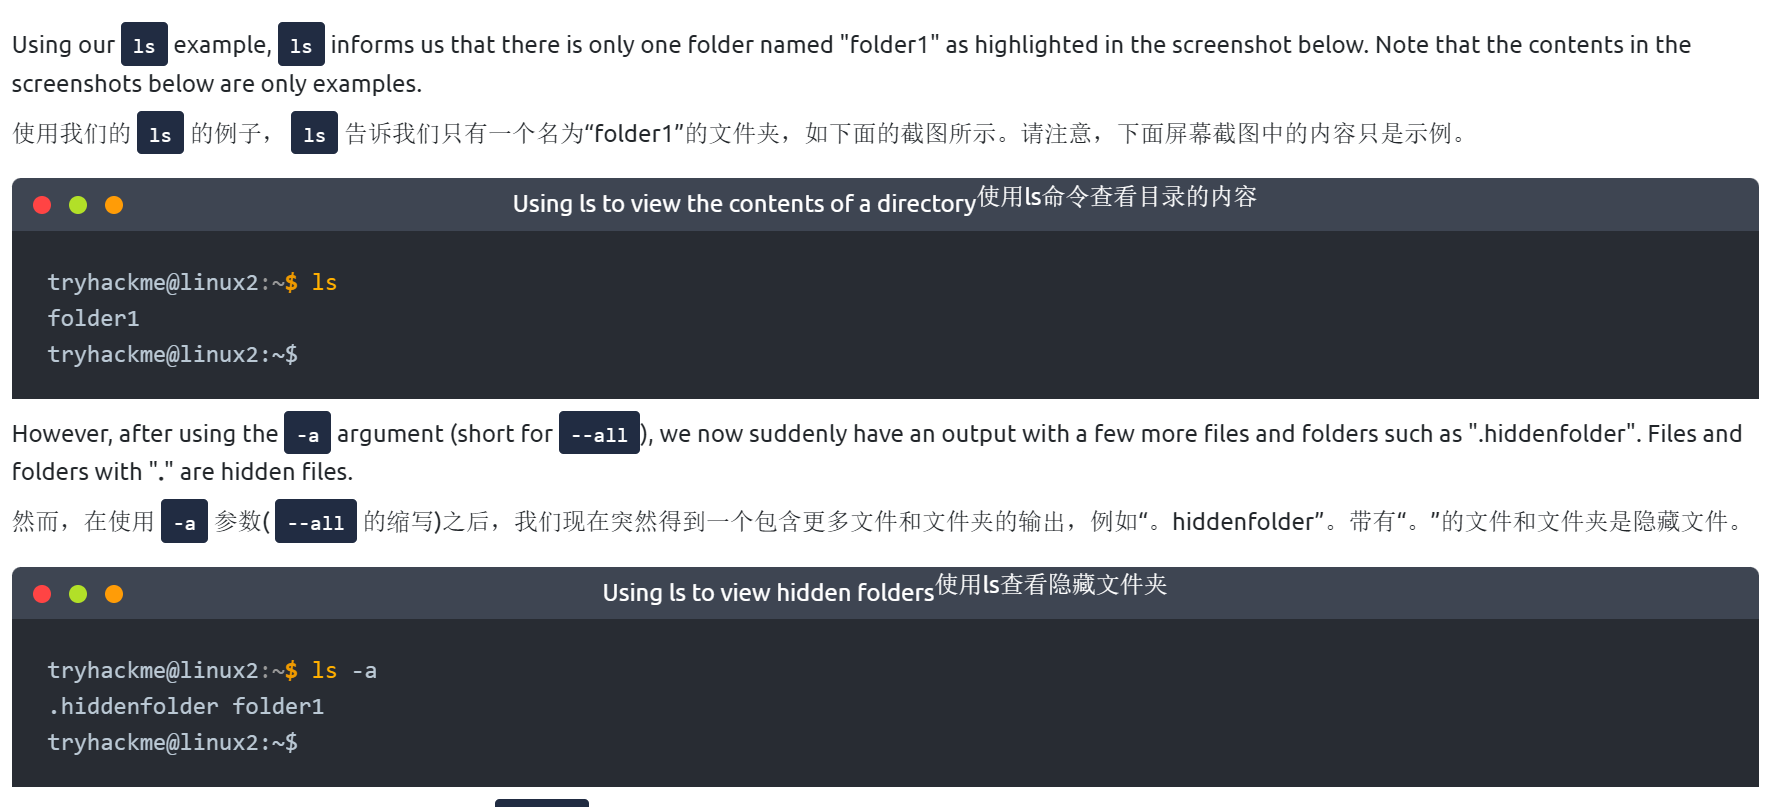 Using our ls example, ls informs us that there is only one folder named "folder1" as highlighted in the screenshot below. Note that the contents in the
screenshots below are only examples.
使用我们的 ls 的例子， ls 告诉我们只有一个名为“folder1”的文件夹，如下面的截图所示。请注意，下面屏幕截图中的内容只是示例。
Using ls to view the contents of a directory使用ls命令查看目录的内容
tryhackme@linux2:~$ ls
folder1
tryhackme@linux2:~$
However, after using the -a argument (short for --all), we now suddenly have an output with a few more files and folders such as ".hiddenfolder". Files and
folders with "." are hidden files.
然而，在使用 -a 参数( --all 的缩写)之后，我们现在突然得到一个包含更多文件和文件夹的输出，例如“。hiddenfolder”。带有“。”的文件和文件夹是隐藏文件。
Using ls to view hidden folders使用ls查看隐藏文件夹
tryhackme@linux2:~$ ls -a
.hiddenfolder folder1
tryhackme@linux2:~$